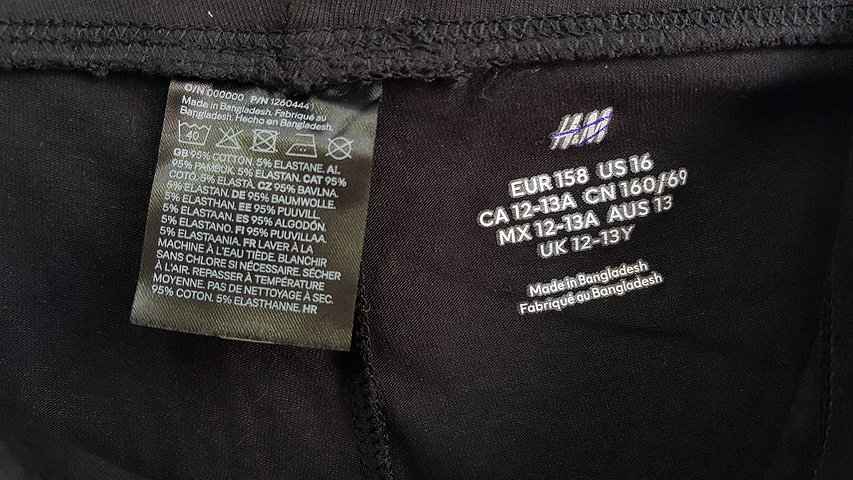 O/N 000000 P/N 1260444
Made in Bangladesh. Fabriqué au
Bangladesh. Hecho en Bangladesh.
40
GB 95% COTTON. 5% ELASTANE. AL
95% PAMBUK. 5% ELASTAN. CAT 95%
COTÓ. 5% ELASTÀ. CZ 95% BAVLNA.
5% ELASTAN. DE 95% BAUMWOLLE.
5% ELASTHAN. EE 95% PUUVILL.
5% ELASTAAN. ES 95% ALGODÓN.
5% ELASTANO. FI 95% PUUVILLAA.
5% ELASTAANIA. FR LAVER À LA
MACHINE À L'EAU TIÈDE. BLANCHIR
SANS CHLORE SI NÉCESSAIRE. SÉCHER
À L'AIR. REPASSER À TEMPÉRATURE
MOYENNE. PAS DE NETTOYAGE À SEC.
95% COTON. 5% ELASTHANNE. HR
H&M
EUR 158 US 16
CA 12-13A CN 160/69
MX 12-13A AUS 13
UK 12-13Y
Made in Bangladesh
Fabriqué au Bangladesh